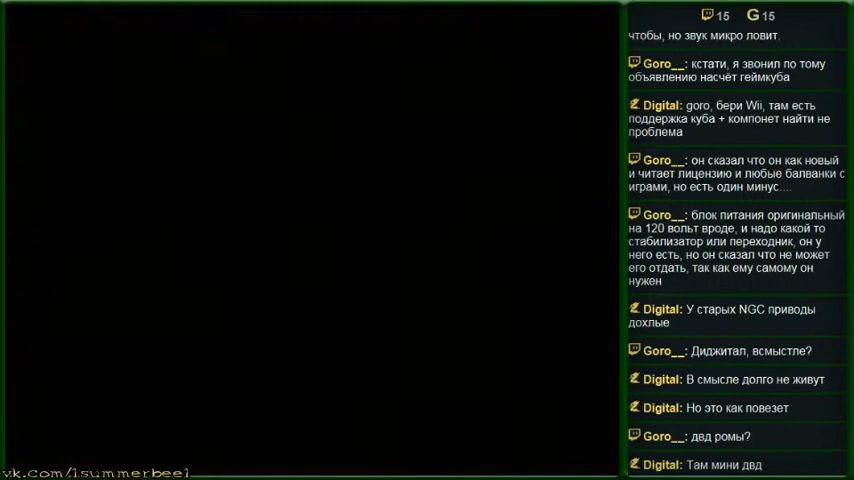 15 G 15
чтобы, но звук микро ловит.
Goro__: кстати, я звонил по тому
объявлению насчёт геймкуба
Digital: goro, бери Wii, там есть
поддержка куба + компонет найти не
проблема
Goro__: он сказал что он как новый
и читает лицензию и любые балванки с
играми, но есть один минус....
Goro__: блок питания оригинальный
на 120 вольт вроде, и надо какой то
стабилизатор или переходник, он у
него есть, но он сказал что не может
его отдать, так как ему самому он
нужен
Digital: У старых NGC приводы
дохлые
Goro__: Диджитал, всмыстле?
Digital: В смысле долго не живут
Digital: Но это как повезет
Goro__: двд ромы?
Digital: Там мини двд
vk.com/1summerbee1